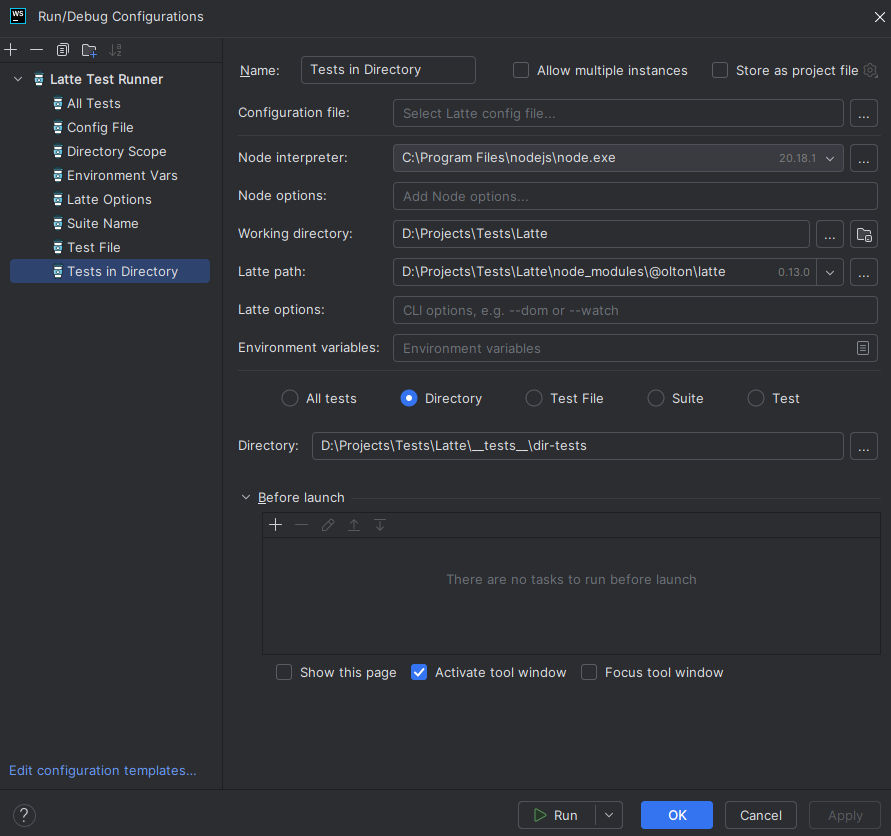 WS Run/Debug Configurations
Latte Test Runner
All Tests
Config File
Directory Scope
Environment Vars
Latte Options
Suite Name
Test File
Tests in Directory
Edit configuration templates...
Name: Tests in Directory Allow multiple instances Store as project file
Configuration file: Select Latte config file... ...
Node interpreter: C:\Program Files\nodejs\node.exe 20.18.1 ...
Node options: Add Node options...
Working directory: D:\Projects\Tests\Latte ...
Latte path: D:\Projects\Tests\Latte\node_modules\@olton\latte 0.13.0 ...
Latte options: CLI options, e.g. --dom or --watch
Environment variables: Environment variables
All tests Directory Test File Suite Test
Directory: D:\Projects\Tests\Latte\__tests__\dir-tests ...
Before launch
There are no tasks to run before launch
Show this page Activate tool window Focus tool window
? Run OK Cancel Apply